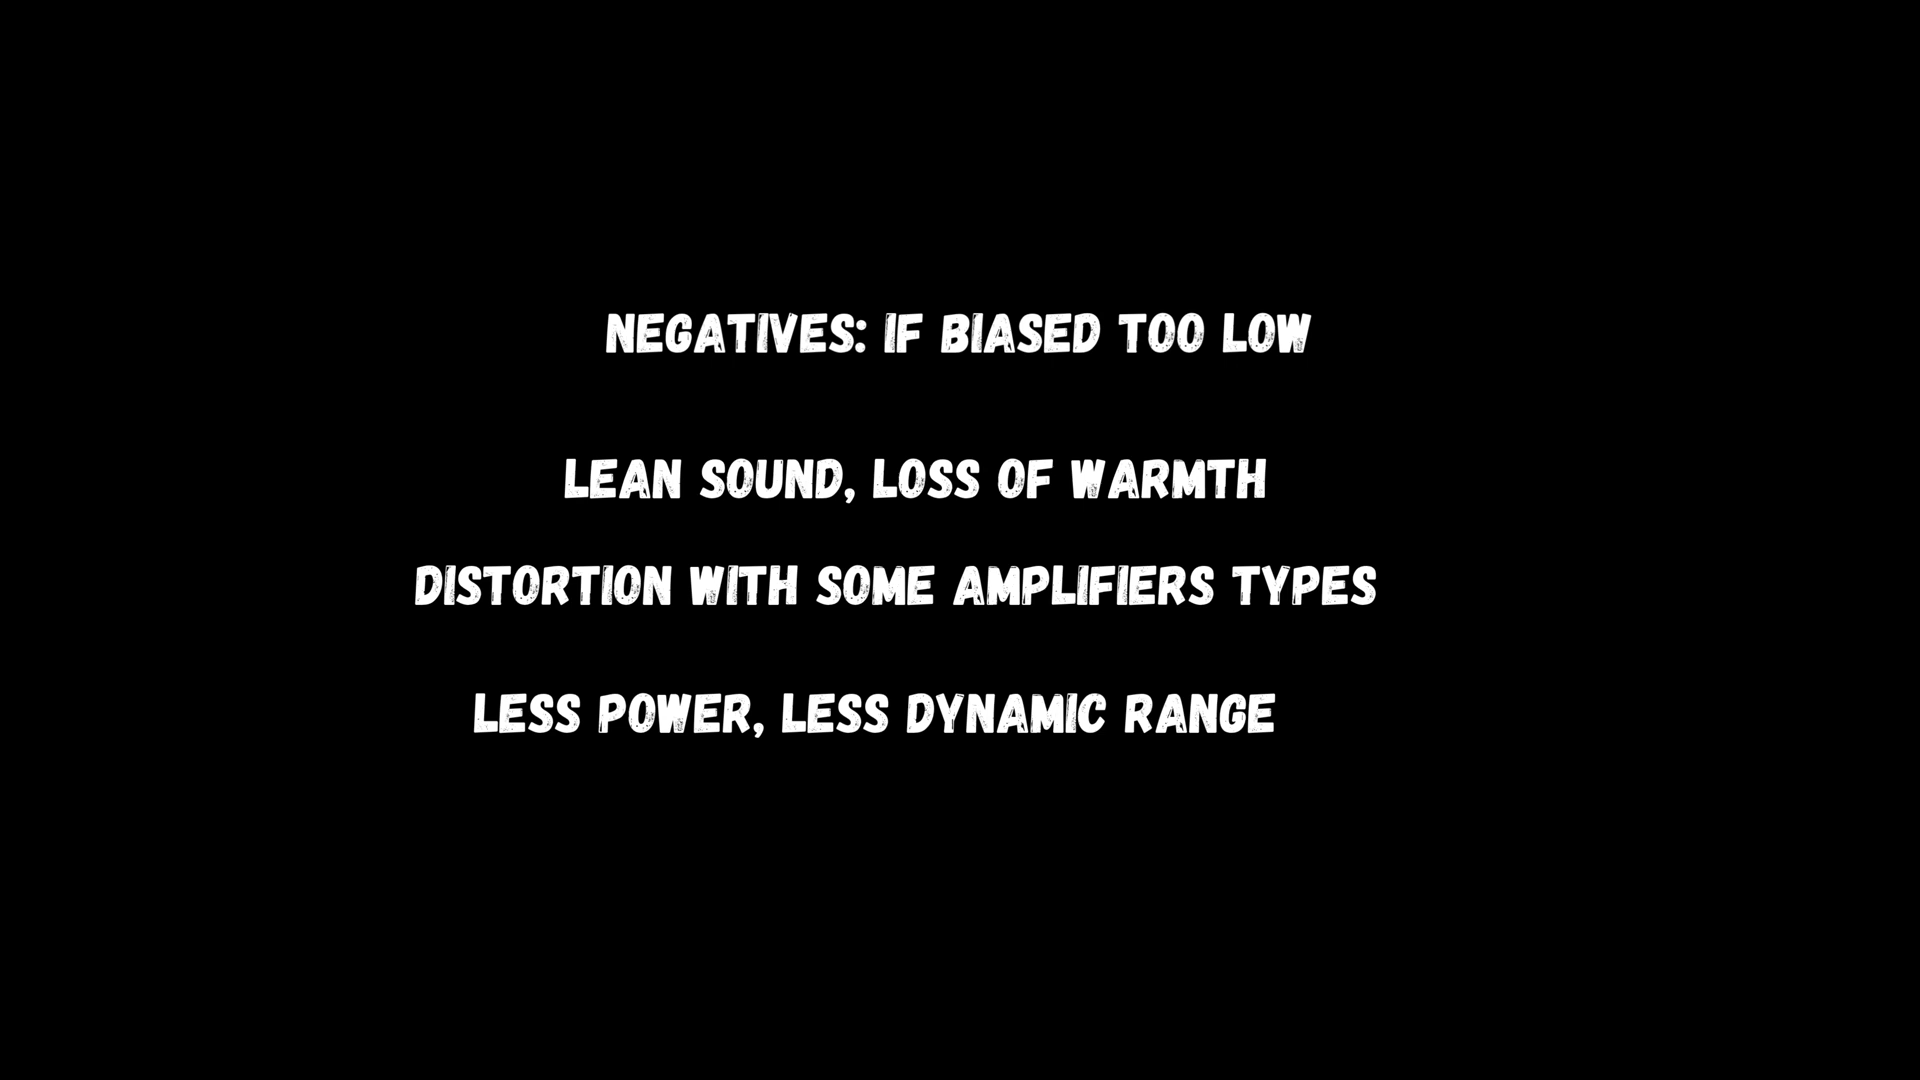 NEGATIVES: IF BIASED TOO LOW
LEAN SOUND, LOSS OF WARMTH
DISTORTION WITH SOME AMPLIFIERS TYPES
LESS POWER, LESS DYNAMIC RANGE